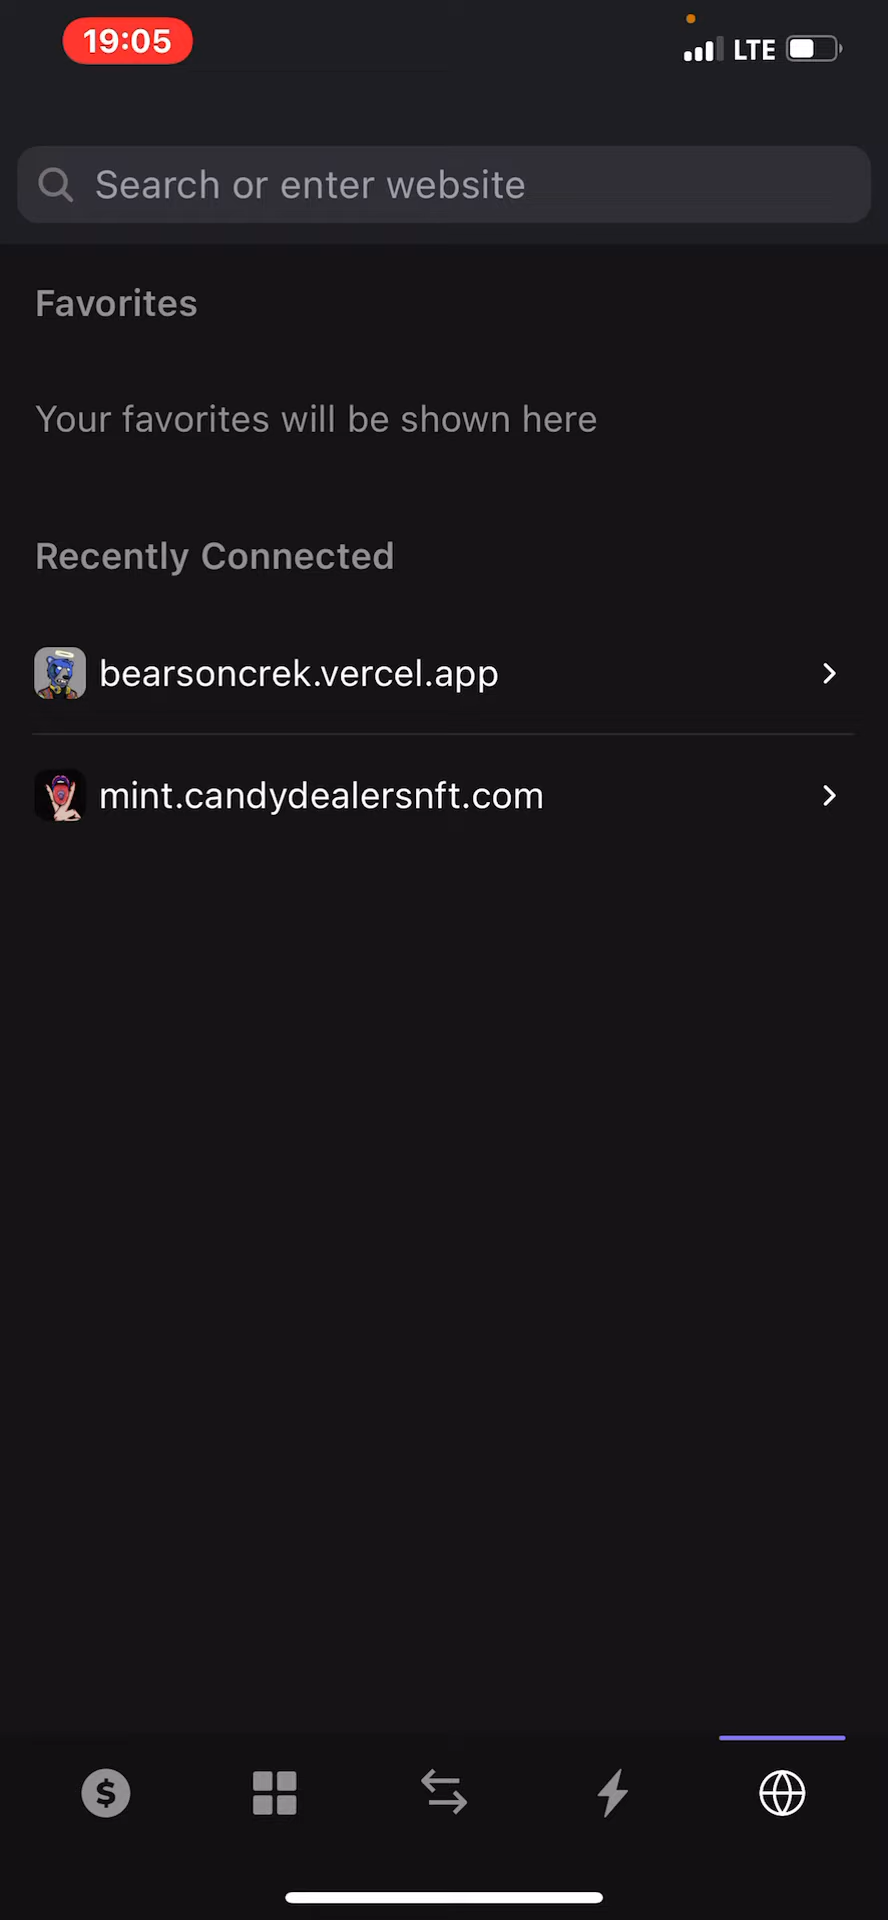 19:05
LTE
Search or enter website
Favorites
Your favorites will be shown here
Recently Connected
bearsoncrek.vercel.app
mint.candydealersnft.com
$